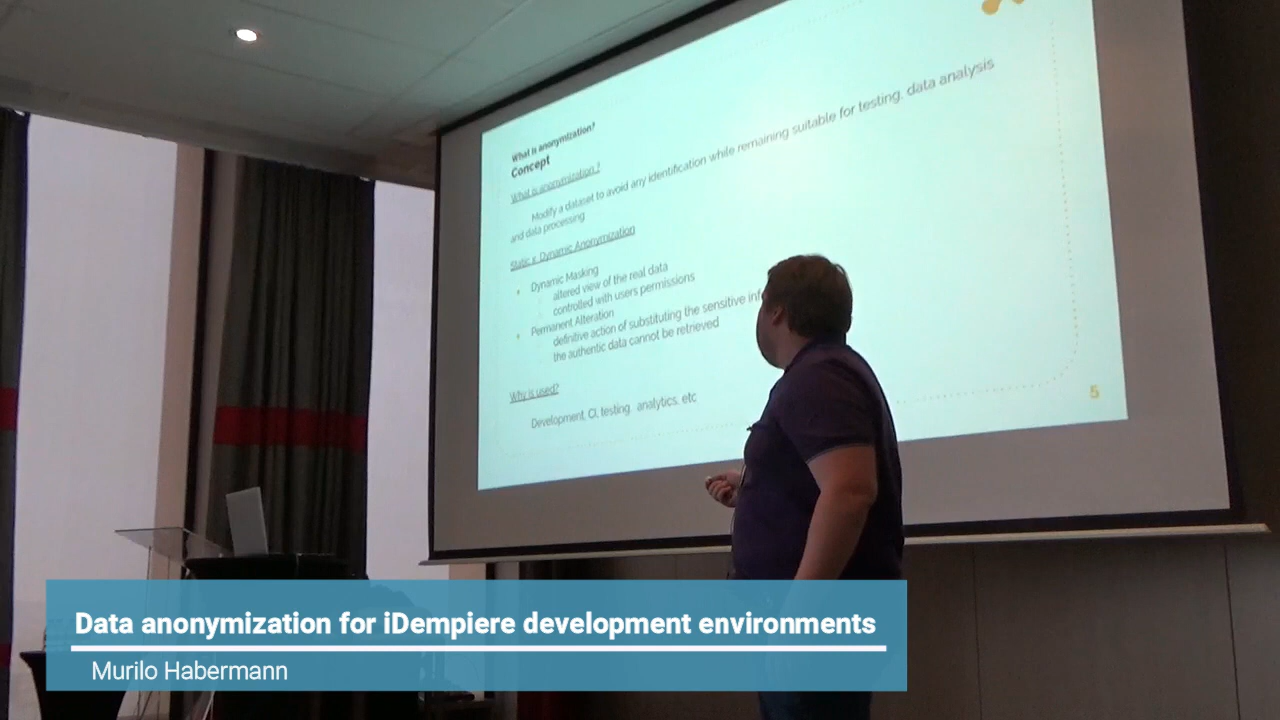 What is anonymization?
Concept
What is anonymization ?
Modify a dataset to avoid any identification while remaining suitable for testing, data analysis
and data processing
Static x Dynamic Anonymization
Dynamic Masking
altered view of the real data
controlled with users permissions
Permanent Alteration
definitive action of substituting the sensitive inf
the authentic data cannot be retrieved
Why is used?
Development, CI, testing, analytics, etc
5
Data anonymization for iDempiere development environments
Murilo Habermann